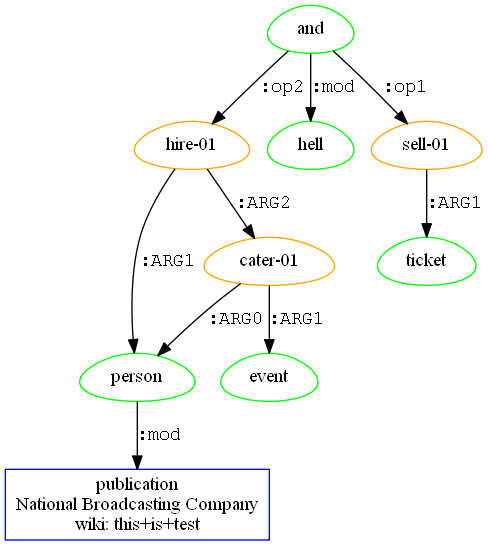 and
:op2
:mod
:op1
hire-01
hell
sell-01
:ARG2
:ARG1
cater-01
ticket
:ARG1
:ARG0
:ARG1
person
event
:mod
publication
National Broadcasting Company
wiki: this+is+test